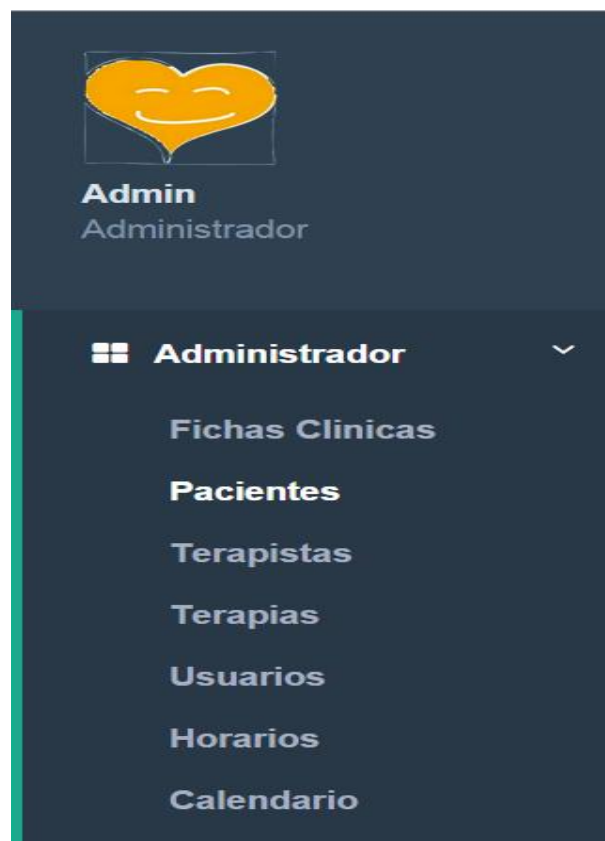 Admin
Administrador
Administrador
Fichas Clinicas
Pacientes
Terapistas
Terapias
Usuarios
Horarios
Calendario